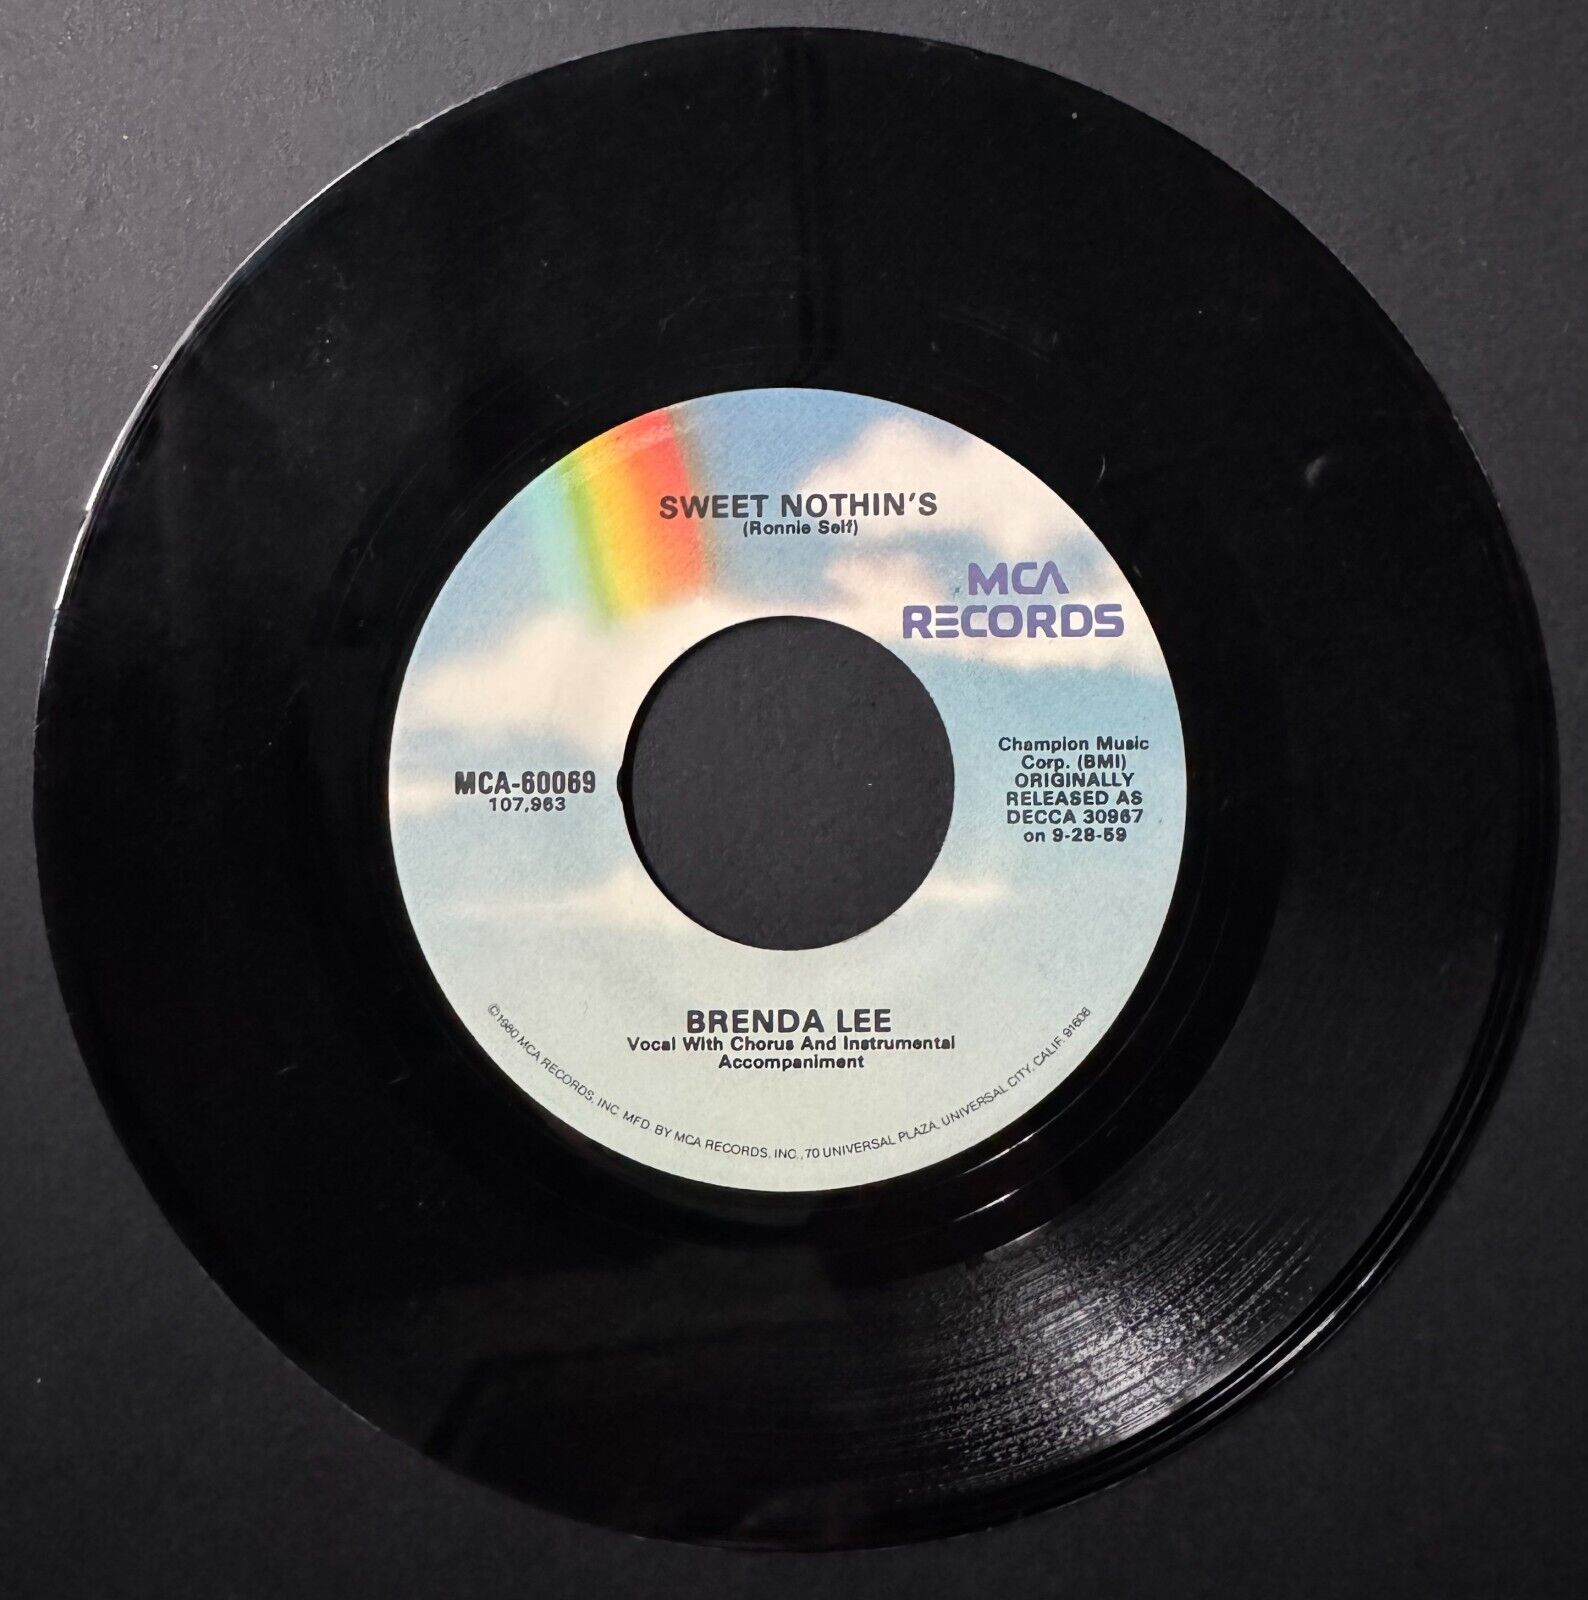 SWEET NOTHIN'S
(Ronnie Self)
MCA
RECORDS
MCA-60069
107,963
Champion Music
Corp. (BMI)
ORIGINALLY
RELEASED AS
DECCA 30967
on 9-28-59
BRENDA LEE
Vocal With Chorus And Instrumental
Accompaniment
©1980 MCA RECORDS, INC. MFD. BY MCA RECORDS, INC., 70 UNIVERSAL PLAZA, UNIVERSAL CITY, CALIF. 91608